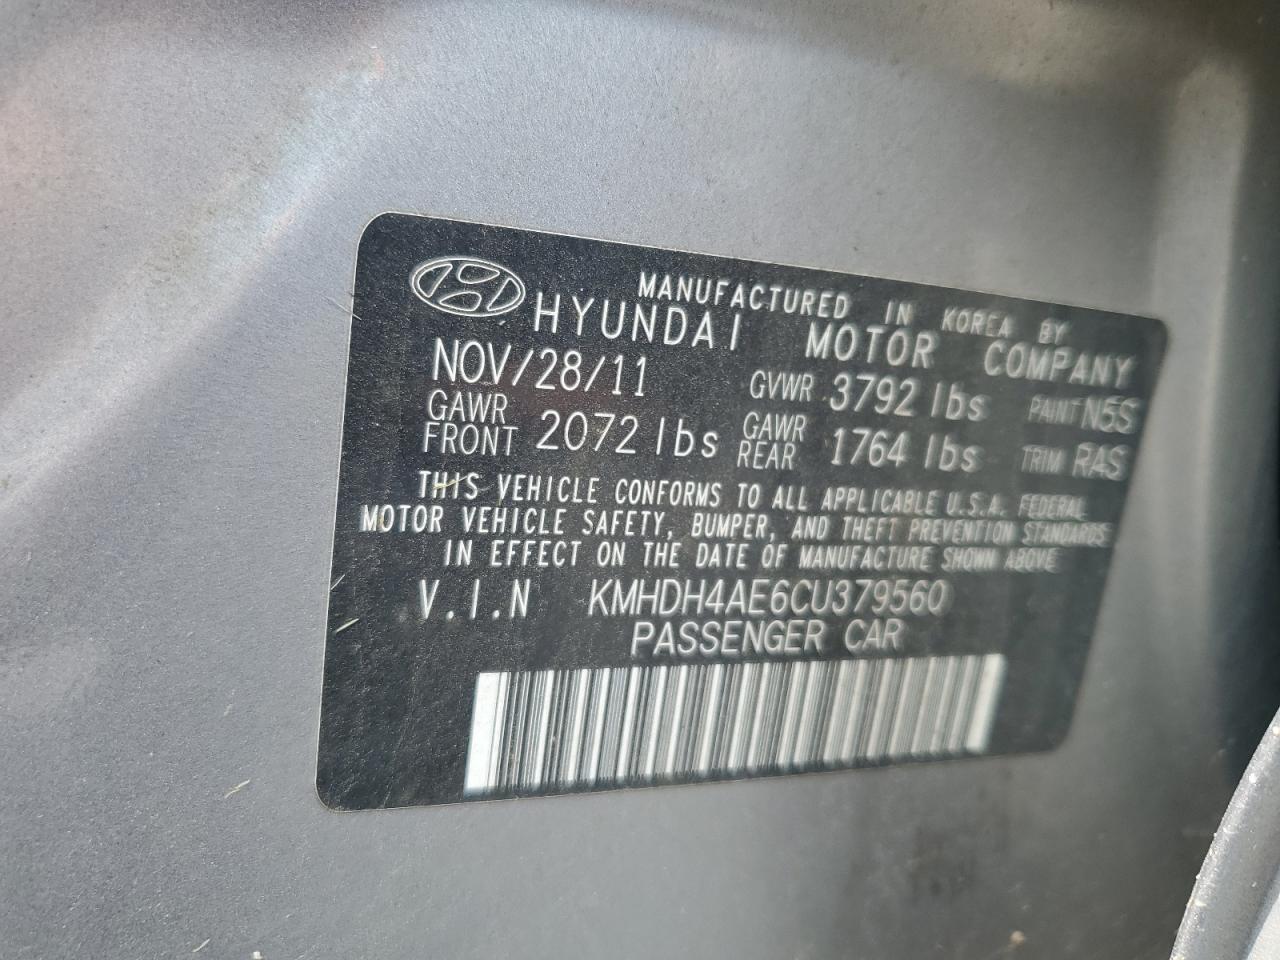 MANUFACTURED IN KOREA BY
HYUNDAI MOTOR COMPANY
NOV/28/11 GVWR 3792 lbs PAINT N5S
GAWR FRONT 2072 lbs GAWR REAR 1764 lbs TRIM RAS
THIS VEHICLE CONFORMS TO ALL APPLICABLE U.S.A. FEDERAL
MOTOR VEHICLE SAFETY, BUMPER, AND THEFT PREVENTION STANDARDS
IN EFFECT ON THE DATE OF MANUFACTURE SHOWN ABOVE
V.I.N KMHDH4AE6CU379560
PASSENGER CAR